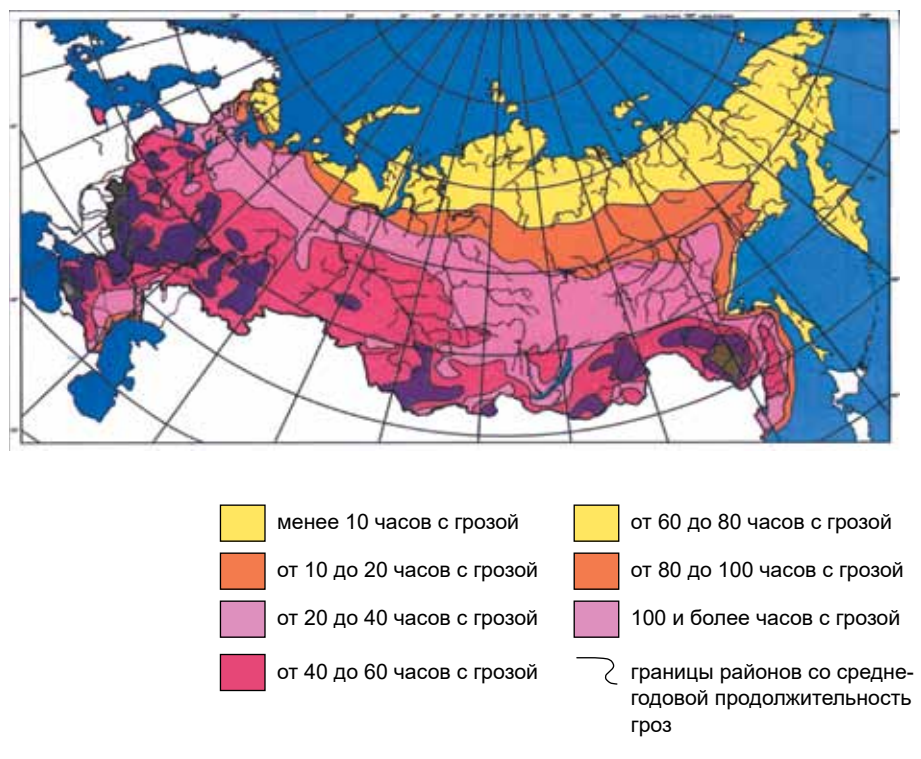 менее 10 часов с грозой
от 10 до 20 часов с грозой
от 20 до 40 часов с грозой
от 40 до 60 часов с грозой
от 60 до 80 часов с грозой
от 80 до 100 часов с грозой
100 и более часов с грозой
границы районов со средне-
годовой продолжительность
гроз